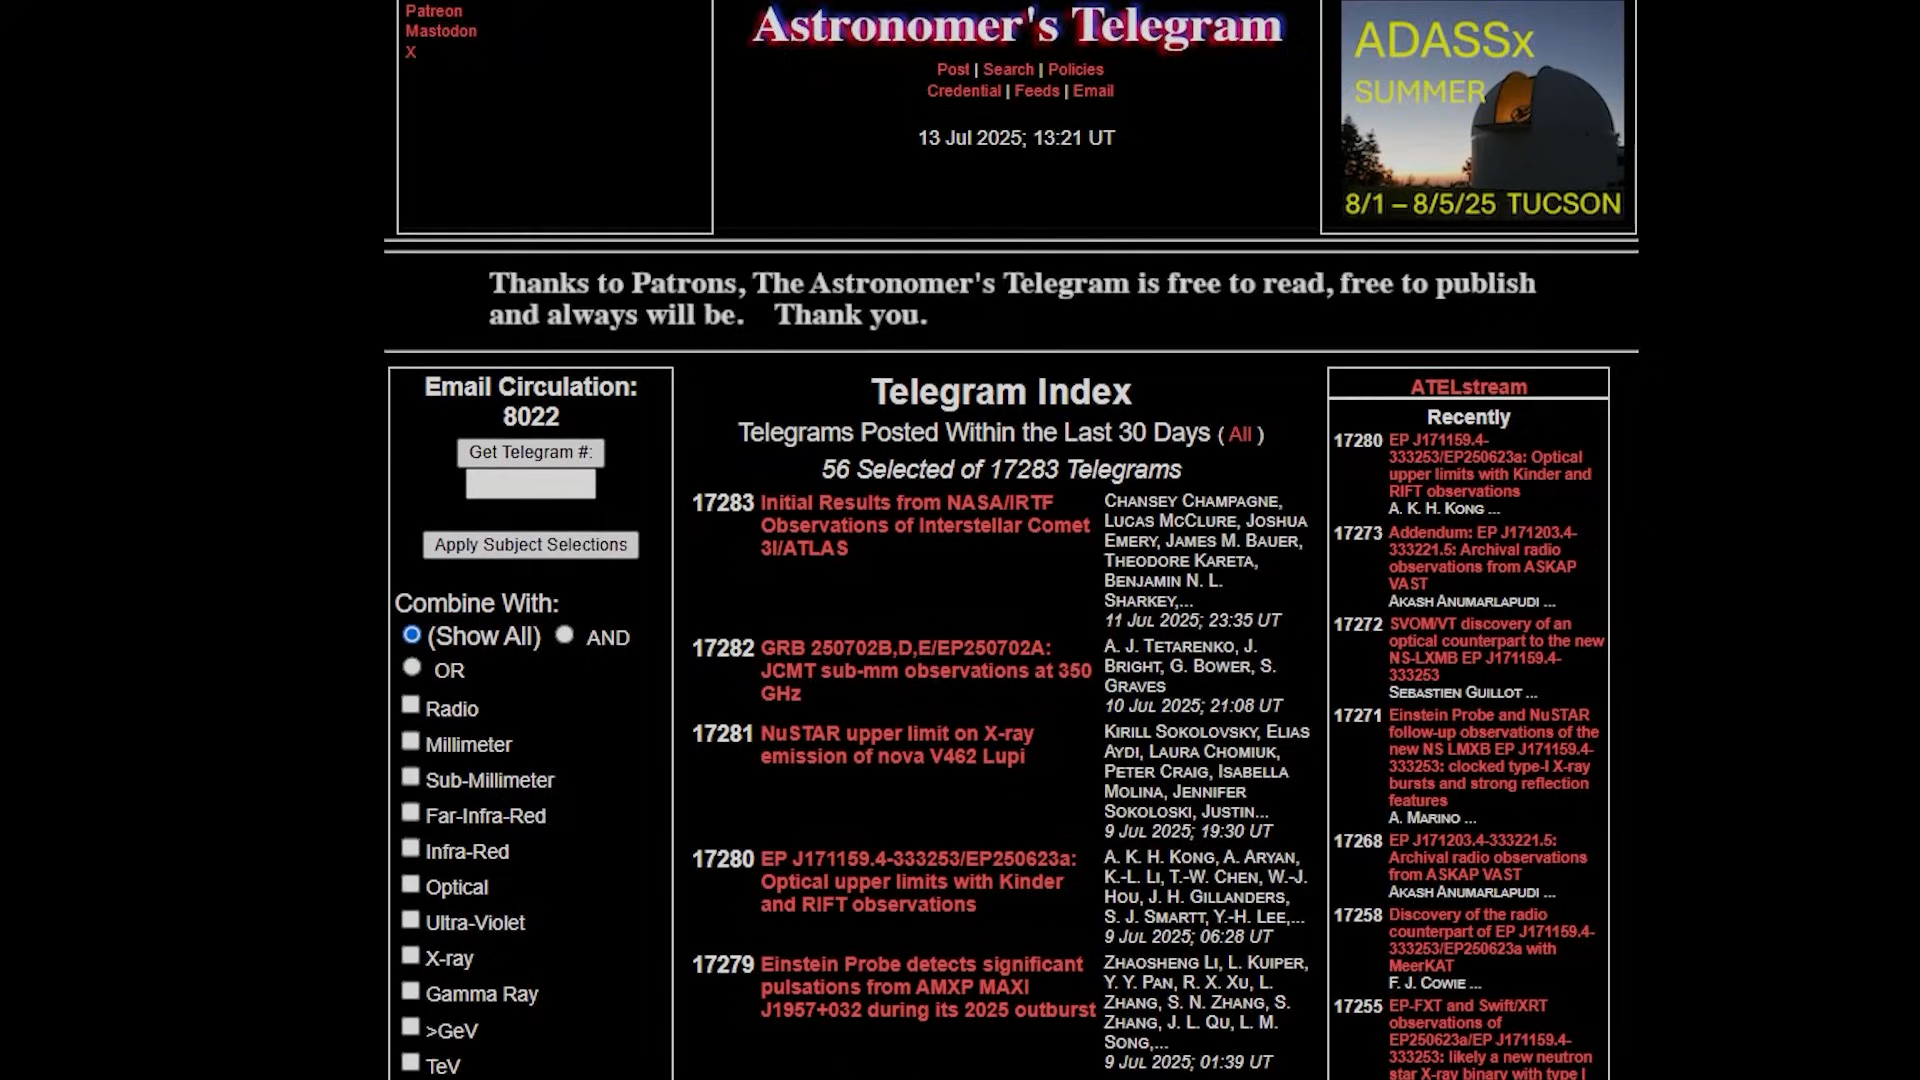 Patreon
Mastodon
X
Astronomer's Telegram
Post | Search | Policies
Credential | Feeds | Email
13 Jul 2025; 13:21 UT
ADASSx
SUMMER
8/1 – 8/5/25 TUCSON
Thanks to Patrons, The Astronomer's Telegram is free to read, free to publish
and always will be. Thank you.
Email Circulation:
8022
Get Telegram #:
Apply Subject Selections
Combine With:
(Show All) AND
OR
Radio
Millimeter
Sub-Millimeter
Far-Infra-Red
Infra-Red
Optical
Ultra-Violet
X-ray
Gamma Ray
>GeV
TeV
Telegram Index
Telegrams Posted Within the Last 30 Days ( All )
56 Selected of 17283 Telegrams
17283 Initial Results from NASA/IRTF
Observations of Interstellar Comet
3I/ATLAS
Chansey Champagne,
Lucas McClure, Joshua
Emery, James M. Bauer,
Theodore Kareta,
Benjamin N. L.
Sharkey,...
11 Jul 2025; 23:35 UT
17282 GRB 250702B,D,E/EP250702A:
JCMT sub-mm observations at 350
GHz
A. J. Tetarenko, J.
Bright, G. Bower, S.
Graves
10 Jul 2025; 21:08 UT
17281 NuSTAR upper limit on X-ray
emission of nova V462 Lupi
Kirill Sokolovsky, Elias
Aydi, Laura Chomiuk,
Peter Craig, Isabella
Molina, Jennifer
Sokoloski, Justin...
9 Jul 2025; 19:30 UT
17280 EP J171159.4-333253/EP250623a:
Optical upper limits with Kinder
and RIFT observations
A. K. H. Kong, A. Aryan,
K.-L. Li, T.-W. Chen, W.-J.
Hou, J. H. Gillanders,
S. J. Smartt, Y.-H. Lee,...
9 Jul 2025; 06:28 UT
17279 Einstein Probe detects significant
pulsations from AMXP MAXI
J1957+032 during its 2025 outburst
Zhaosheng Li, L. Kuiper,
Y. Y. Pan, R. X. Xu, L.
Zhang, S. N. Zhang, S.
Zhang, J. L. Qu, L. M.
Song,...
9 Jul 2025; 01:39 UT
ATELstream
Recently
17280 EP J171159.4-
333253/EP250623a: Optical
upper limits with Kinder and
RIFT observations
A. K. H. Kong ...
17273 Addendum: EP J171203.4-
333221.5: Archival radio
observations from ASKAP
VAST
Akash Anumarlapudi ...
17272 SVOM/VT discovery of an
optical counterpart to the new
NS-LXMB EP J171159.4-
333253
Sebastien Guillot ...
17271 Einstein Probe and NuSTAR
follow-up observations of the
new NS LMXB EP J171159.4-
333253: clocked type-I X-ray
bursts and strong reflection
features
A. Marino ...
17268 EP J171203.4-333221.5:
Archival radio observations
from ASKAP VAST
Akash Anumarlapudi ...
17258 Discovery of the radio
counterpart of EP J171159.4-
333253/EP250623a with
MeerKAT
F. J. Cowie ...
17255 EP-FXT and Swift/XRT
observations of
EP250623a/EP J171159.4-
333253: likely a new neutron
star X-ray binary with type I